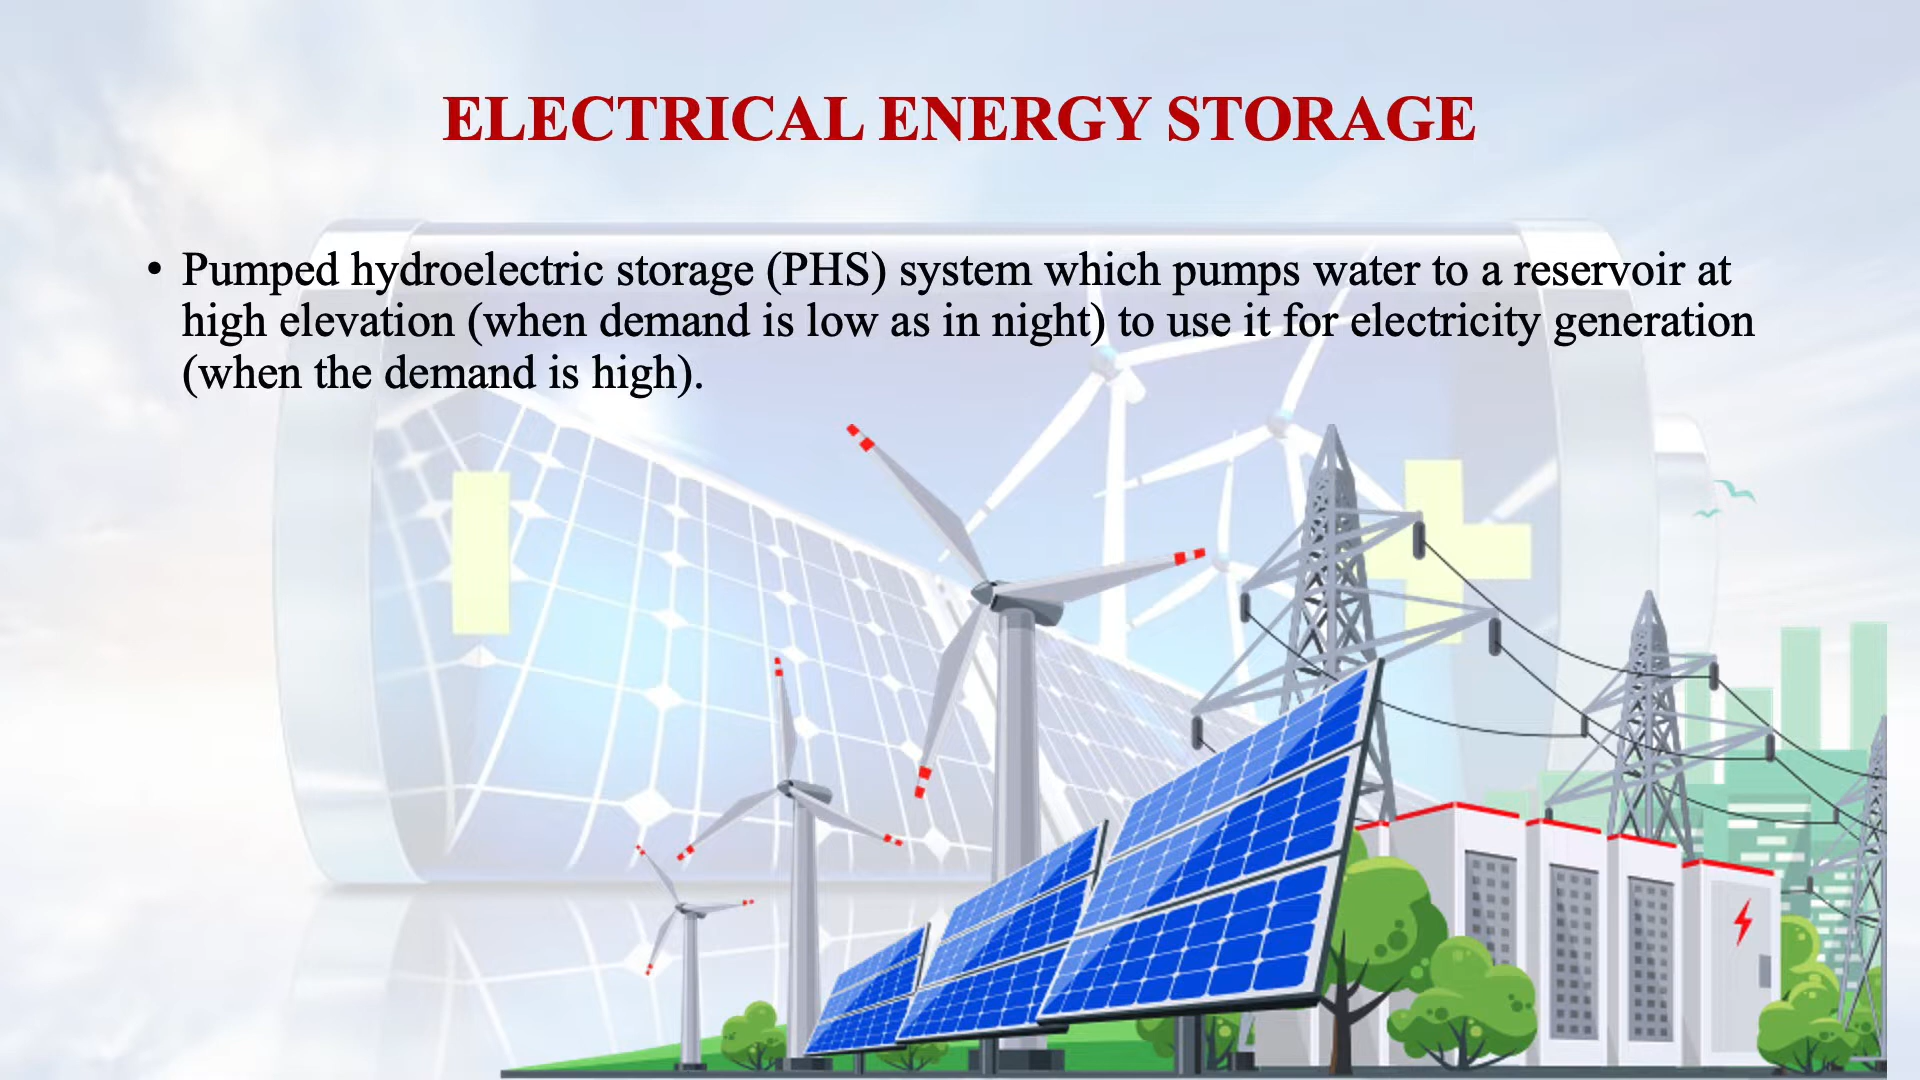 ELECTRICAL ENERGY STORAGE
• Pumped hydroelectric storage (PHS) system which pumps water to a reservoir at
high elevation (when demand is low as in night) to use it for electricity generation
(when the demand is high).